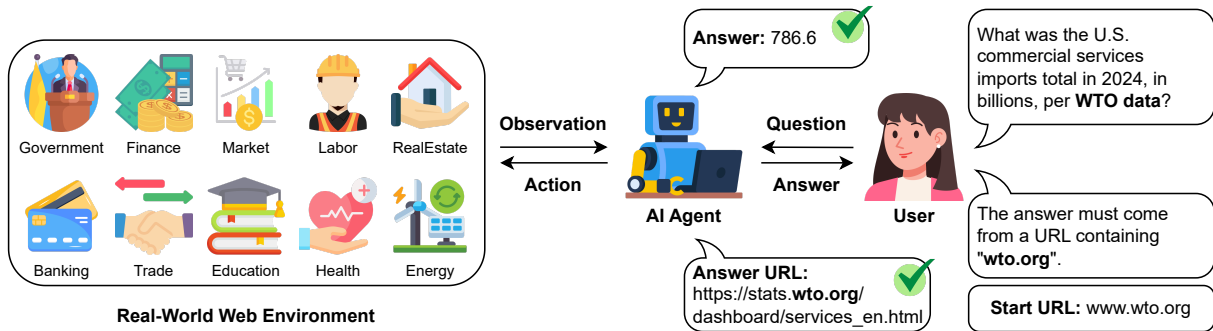 Government
Finance
Market
Labor
RealEstate
Banking
Trade
Education
Health
Energy
Real-World Web Environment
Observation
Action
Answer: 786.6
AI Agent
Answer URL:
https://stats.wto.org/
dashboard/services_en.html
Question
Answer
User
What was the U.S.
commercial services
imports total in 2024, in
billions, per WTO data?
The answer must come
from a URL containing
"wto.org".
Start URL: www.wto.org